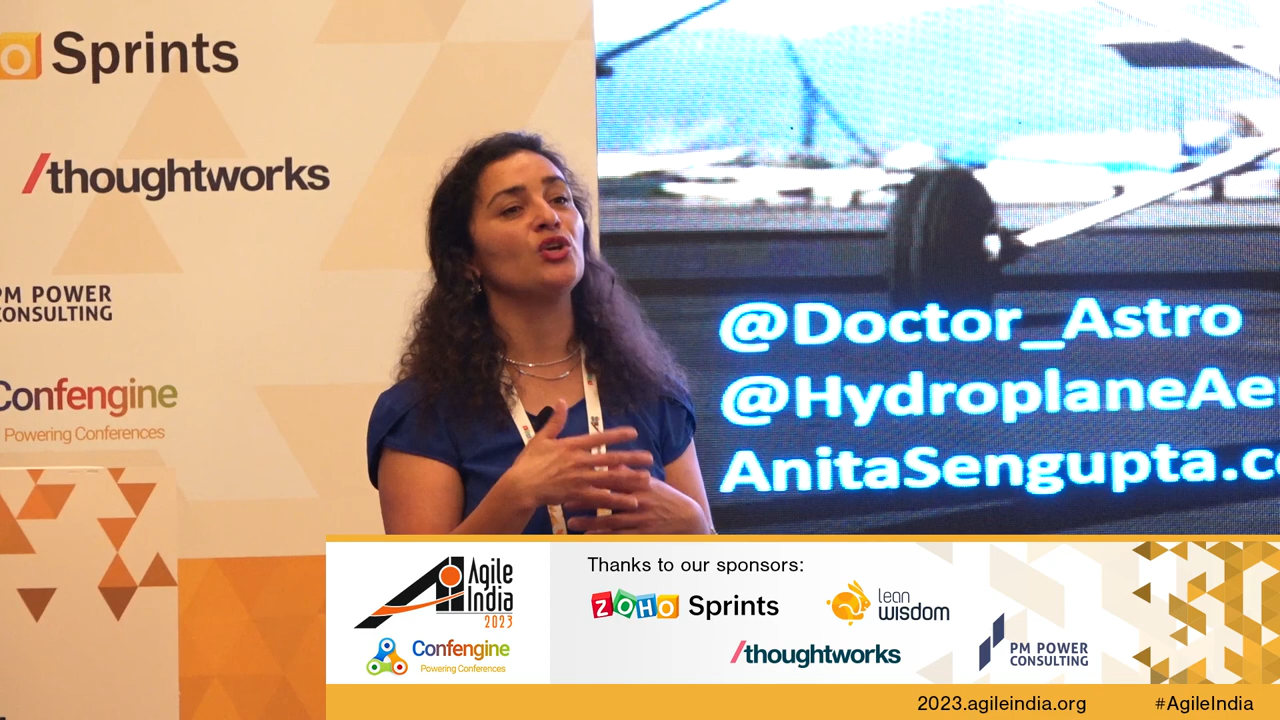 Sprints
/thoughtworks
PM POWER
CONSULTING
Confengine
Powering Conferences
@Doctor_Astro
@HydroplaneAe
AnitaSengupta.c
Agile
India
2023
Confengine
Powering Conferences
Thanks to our sponsors:
ZOHO Sprints
lean
wisdom
/thoughtworks
PM POWER
CONSULTING
2023.agileindia.org
#AgileIndia